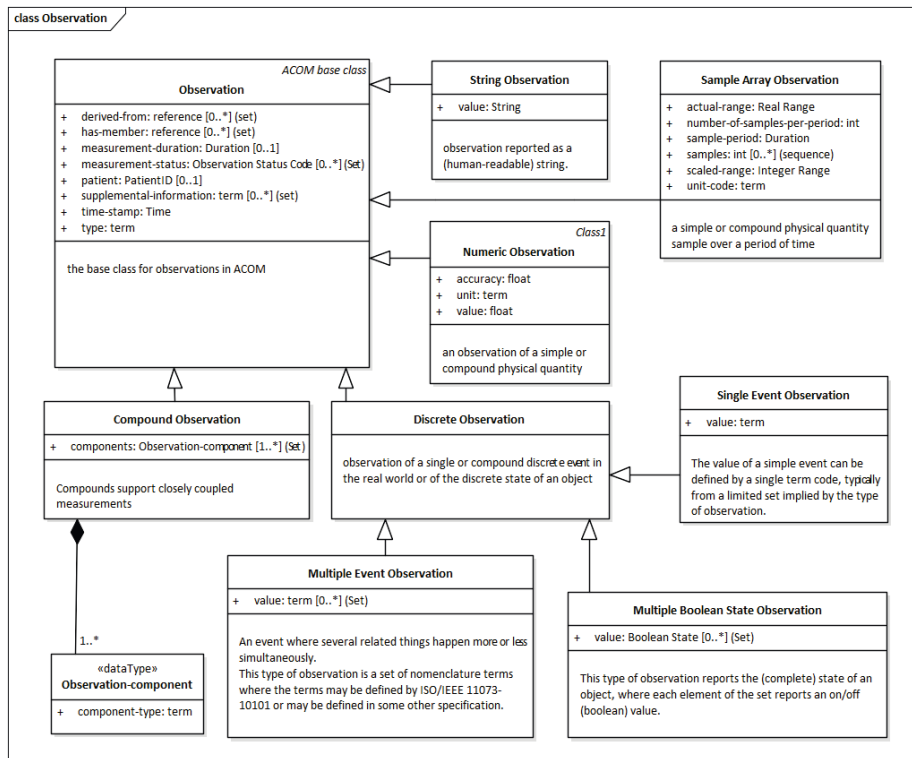 class Observation
ACOM base class
Observation
+ derived-from: reference [0..*] (set)
+ has-member: reference [0..*] (set)
+ measurement-duration: Duration [0..1]
+ measurement-status: Observation Status Code [0..*] (Set)
+ patient: PatientID [0..1]
+ supplemental-information: term [0..*] (set)
+ time-stamp: Time
+ type: term
the base class for observations in ACOM
String Observation
+ value: String
observation reported as a
(human-readable) string.
Sample Array Observation
+ actual-range: Real Range
+ number-of-samples-per-period: int
+ sample-period: Duration
+ samples: int [0..*] (sequence)
+ scaled-range: Integer Range
+ unit-code: term
a simple or compound physical quantity
sample over a period of time
Class1
Numeric Observation
+ accuracy: float
+ unit: term
+ value: float
an observation of a simple or
compound physical quantity
Compound Observation
+ components: Observation-component [1..*] (Set)
Compounds support closely coupled
measurements
Discrete Observation
observation of a single or compound discrete event in
the real world or of the discrete state of an object
Single Event Observation
+ value: term
The value of a simple event can be
defined by a single term code, typically
from a limited set implied by the type
of observation.
Multiple Event Observation
+ value: term [0..*] (Set)
An event where several related things happen more or less
simultaneously.
This type of observation is a set of nomenclature terms
where the terms may be defined by ISO/IEEE 11073-
10101 or may be defined in some other specification.
Multiple Boolean State Observation
+ value: Boolean State [0..*] (Set)
This type of observation reports the (complete) state of
an object, where each element of the set reports an on/off
(boolean) value.
1..*
«dataType»
Observation-component
+ component-type: term